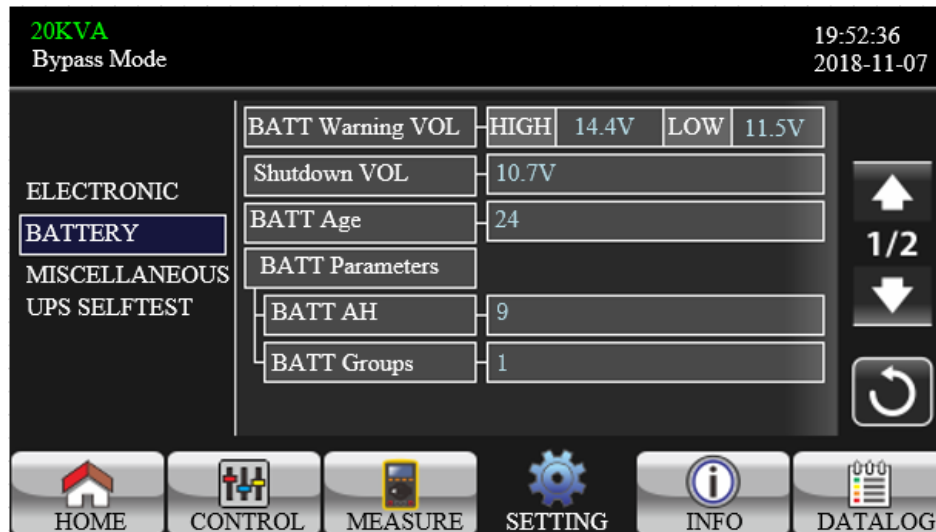 20KVA
Bypass Mode
19:52:36
2018-11-07
ELECTRONIC
BATTERY
MISCELLANEOUS
UPS SELFTEST
BATT Warning VOL HIGH 14.4V LOW 11.5V
Shutdown VOL 10.7V
BATT Age 24
BATT Parameters
BATT AH 9
BATT Groups 1
1/2
HOME CONTROL MEASURE SETTING INFO DATALOG